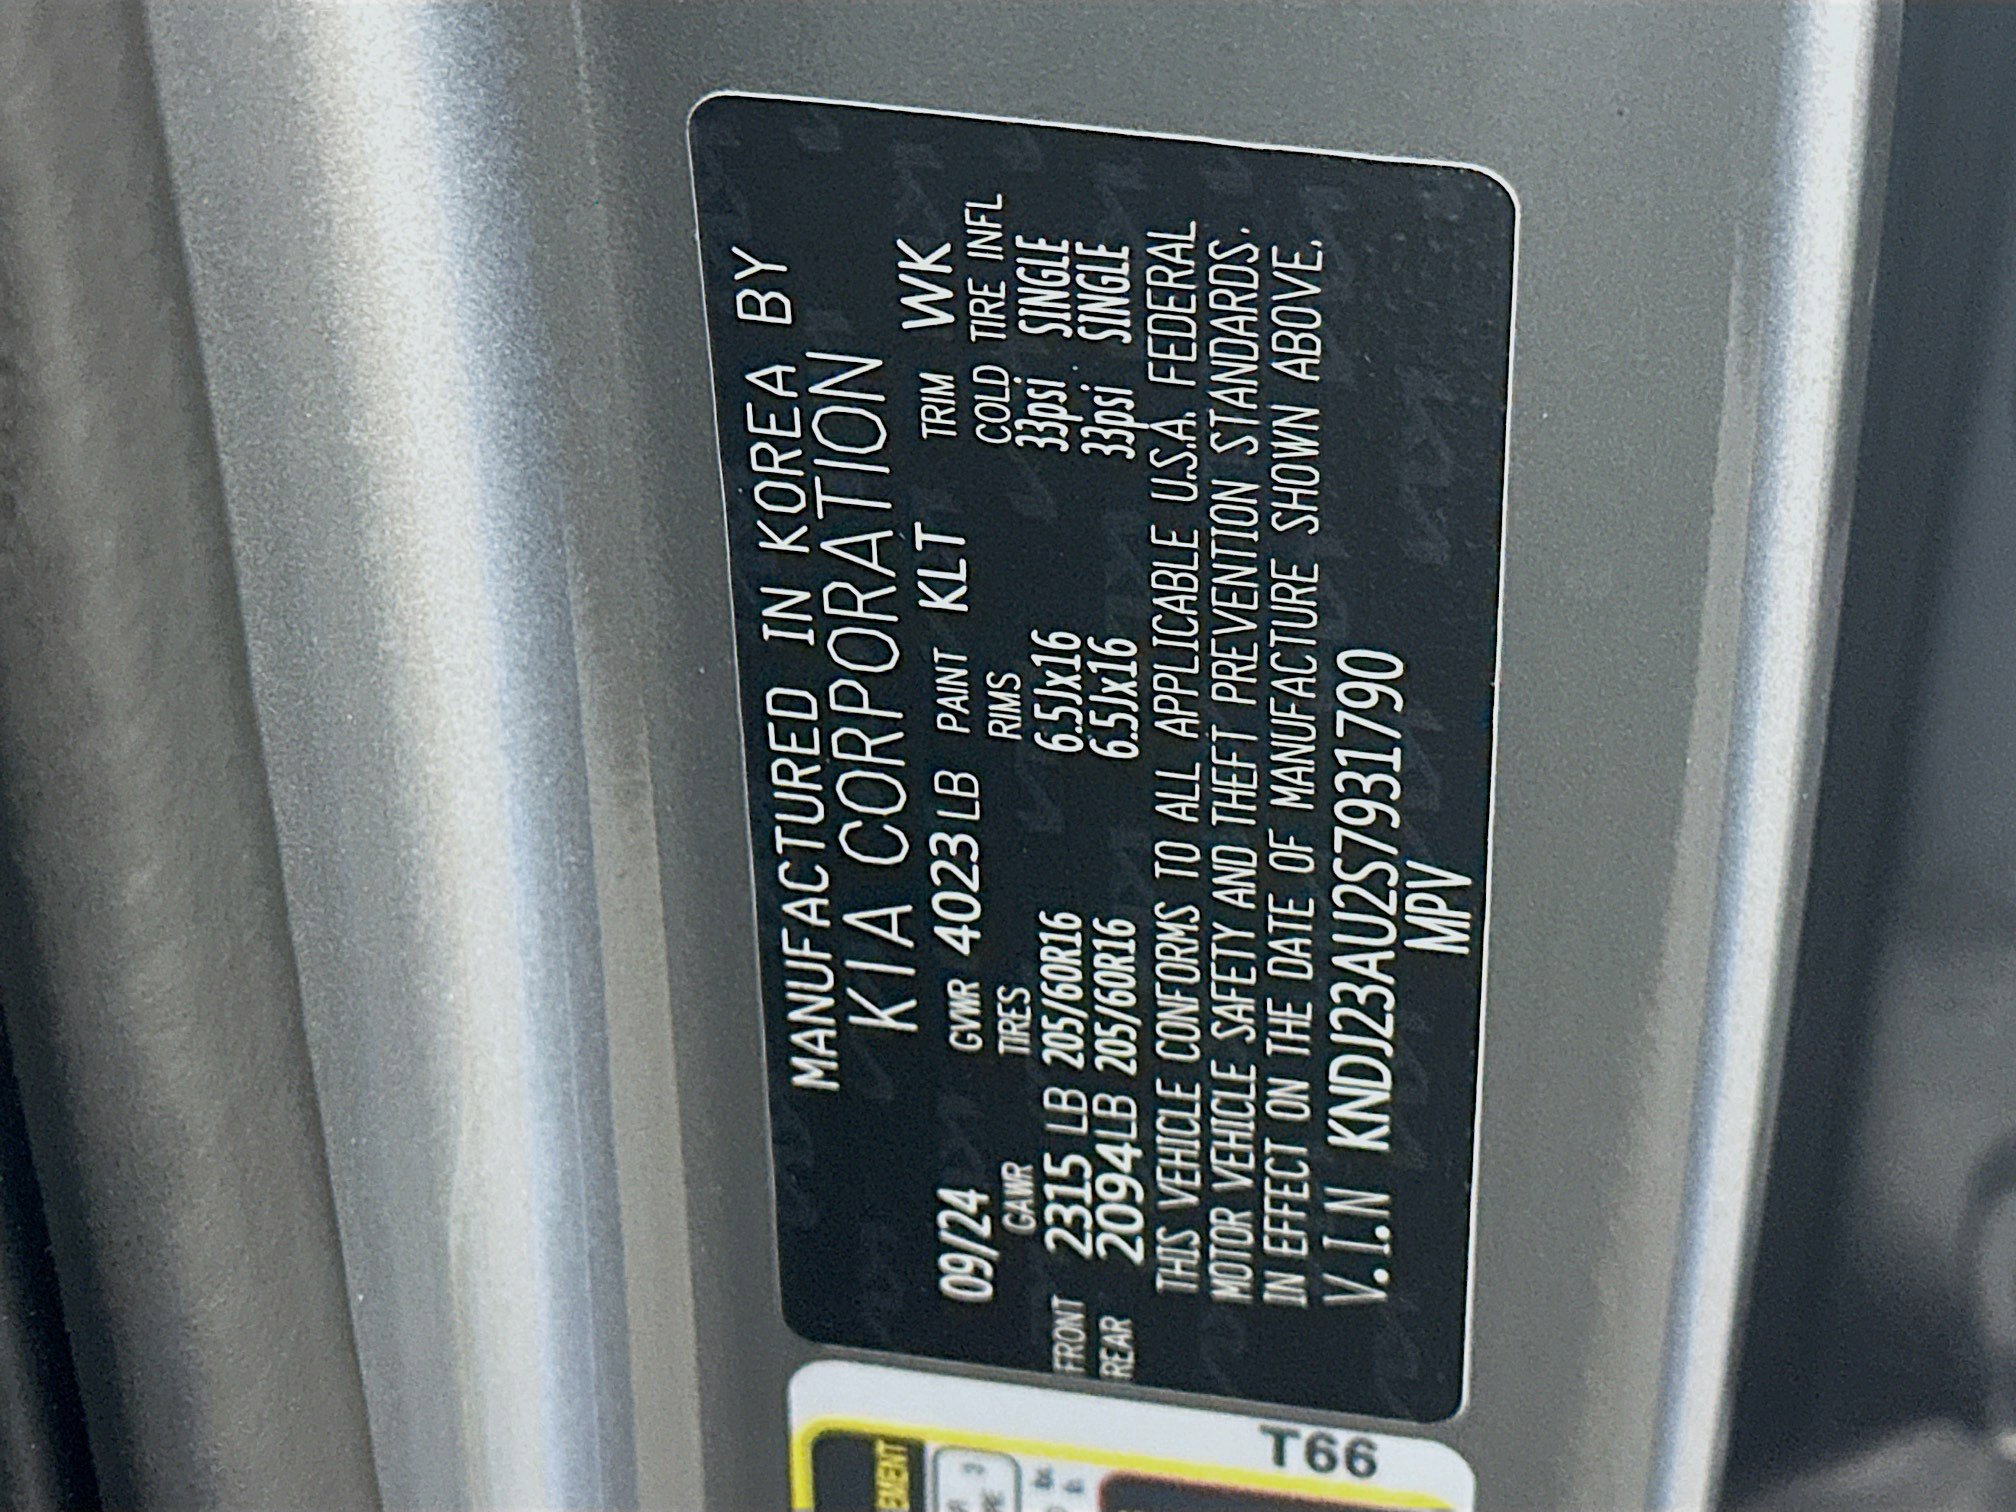 MANUFACTURED IN KOREA BY
KIA CORPORATION
09/24 GVWR 4023LB PAINT KLT TRIM WK
GAWR TIRES RIMS COLD TIRE INFL
FRONT 2315 LB 205/60R16 6.5Jx16 33psi SINGLE
REAR 2094LB 205/60R16 6.5Jx16 33psi SINGLE
THIS VEHICLE CONFORMS TO ALL APPLICABLE U.S.A. FEDERAL
MOTOR VEHICLE SAFETY AND THEFT PREVENTION STANDARDS.
IN EFFECT ON THE DATE OF MANUFACTURE SHOWN ABOVE.
V.I.N KNDJ23AU2S7931790
MPV
T66